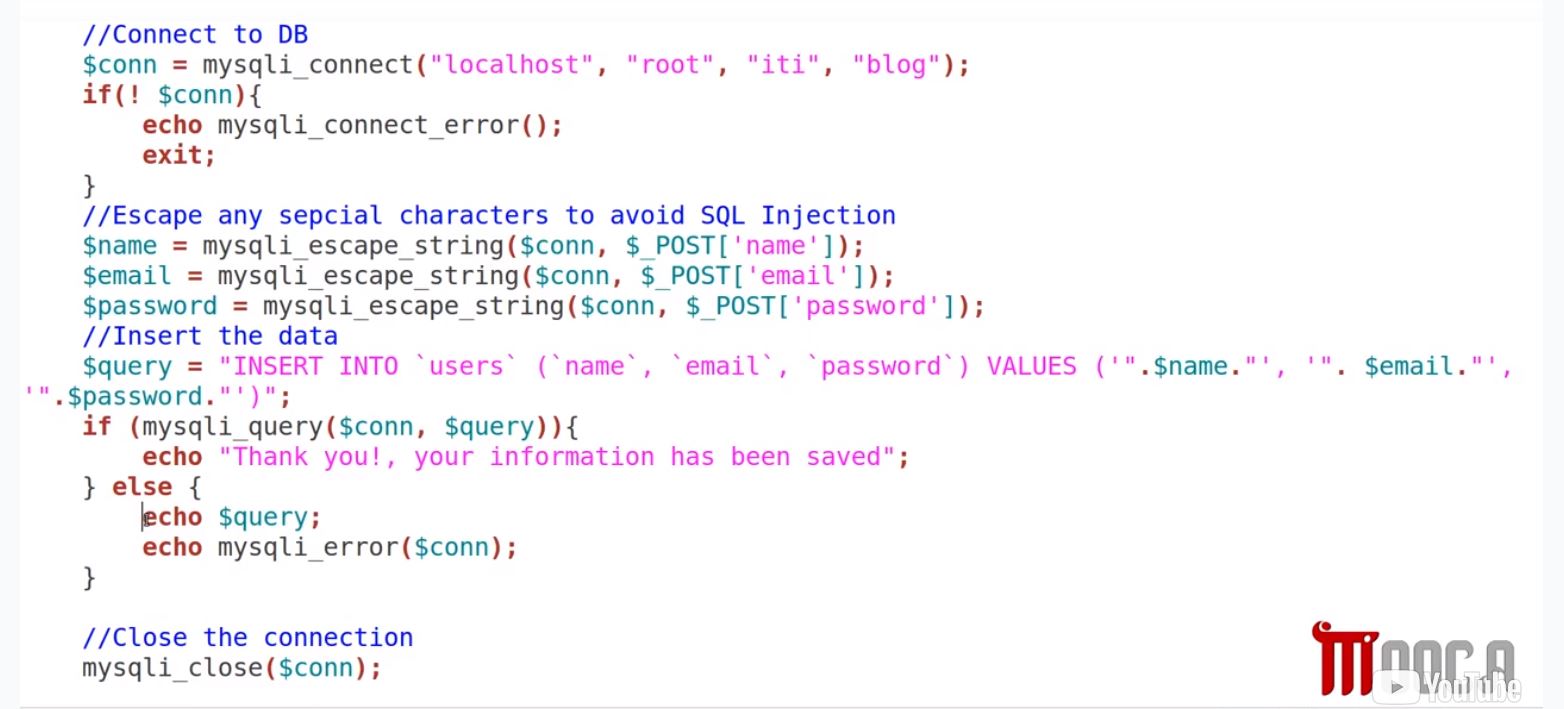 //Connect to DB
$conn = mysqli_connect("localhost", "root", "iti", "blog");
if(! $conn){
echo mysqli_connect_error();
exit;
}
//Escape any sepcial characters to avoid SQL Injection
$name = mysqli_escape_string($conn, $_POST['name']);
$email = mysqli_escape_string($conn, $_POST['email']);
$password = mysqli_escape_string($conn, $_POST['password']);
//Insert the data
$query = "INSERT INTO `users` (`name`, `email`, `password`) VALUES ('".$name."', '". $email."',
'".$password."')";
if (mysqli_query($conn, $query)){
echo "Thank you!, your information has been saved";
} else {
echo $query;
echo mysqli_error($conn);
}
//Close the connection
mysqli_close($conn);
YouTube